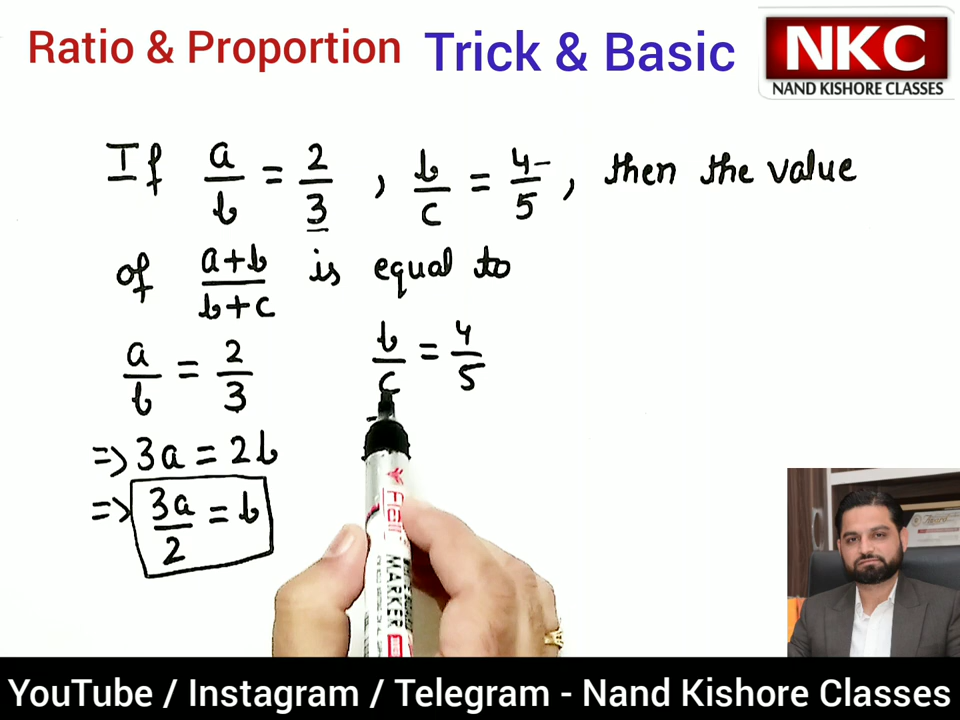 Ratio & Proportion Trick & Basic
NKC
NAND KISHORE CLASSES
If a/b = 2/3, b/c = 4/5, then the value
of a+b/b+c is equal to
a/b = 2/3
b/c = 4/5
=> 3a = 2b
=> 3a/2 = b
Flair
MARKER
YouTube / Instagram / Telegram - Nand Kishore Classes